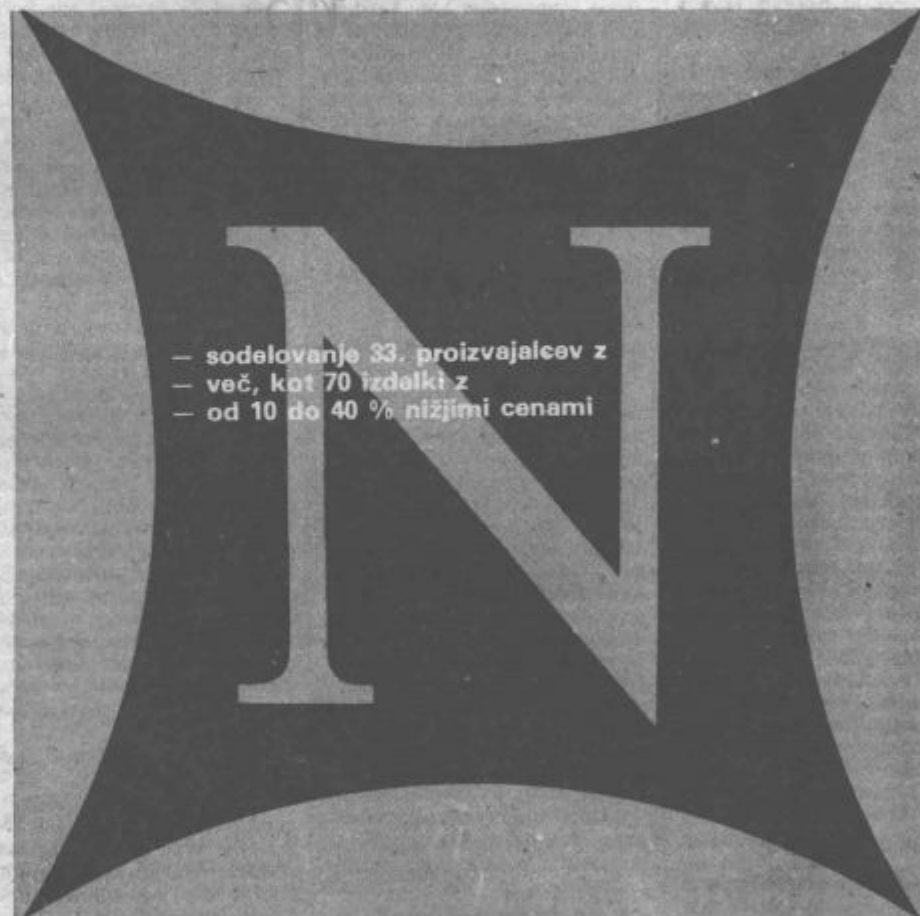 N
— sodelovanje 33. proizvajalcev z
— več, kot 70 izdelki z
— od 10 do 40 % nižjimi cenami